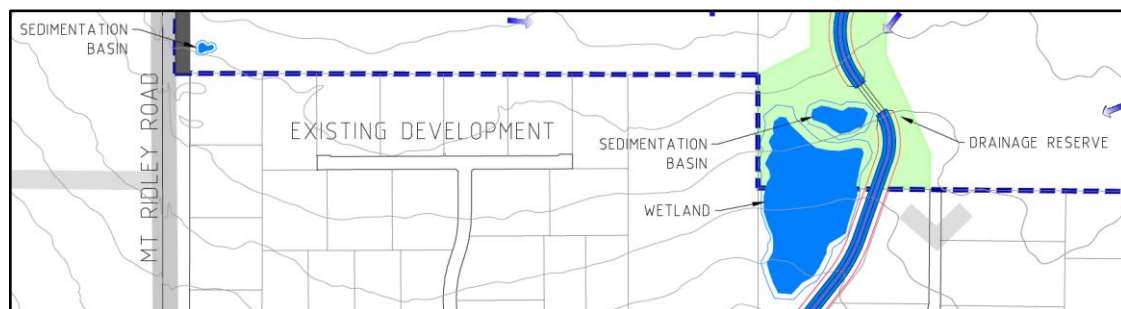 SEDIMENTATION
BASIN
MT RIDLEY ROAD
EXISTING DEVELOPMENT
SEDIMENTATION
BASIN
DRAINAGE RESERVE
WETLAND